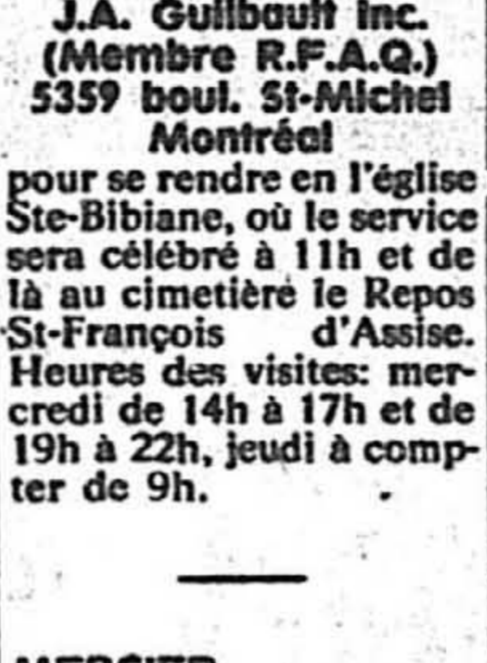 J.A. Guilbault Inc.
(Membre R.F.A.Q.)
5359 boul. St-Michel
Montréal
pour se rendre en l'église
Ste-Bibiane, où le service
sera célébré à 11h et de
là au cimetière le Repos
St-François d'Assise.
Heures des visites: mer-
credi de 14h à 17h et de
19h à 22h, jeudi à comp-
ter de 9h.